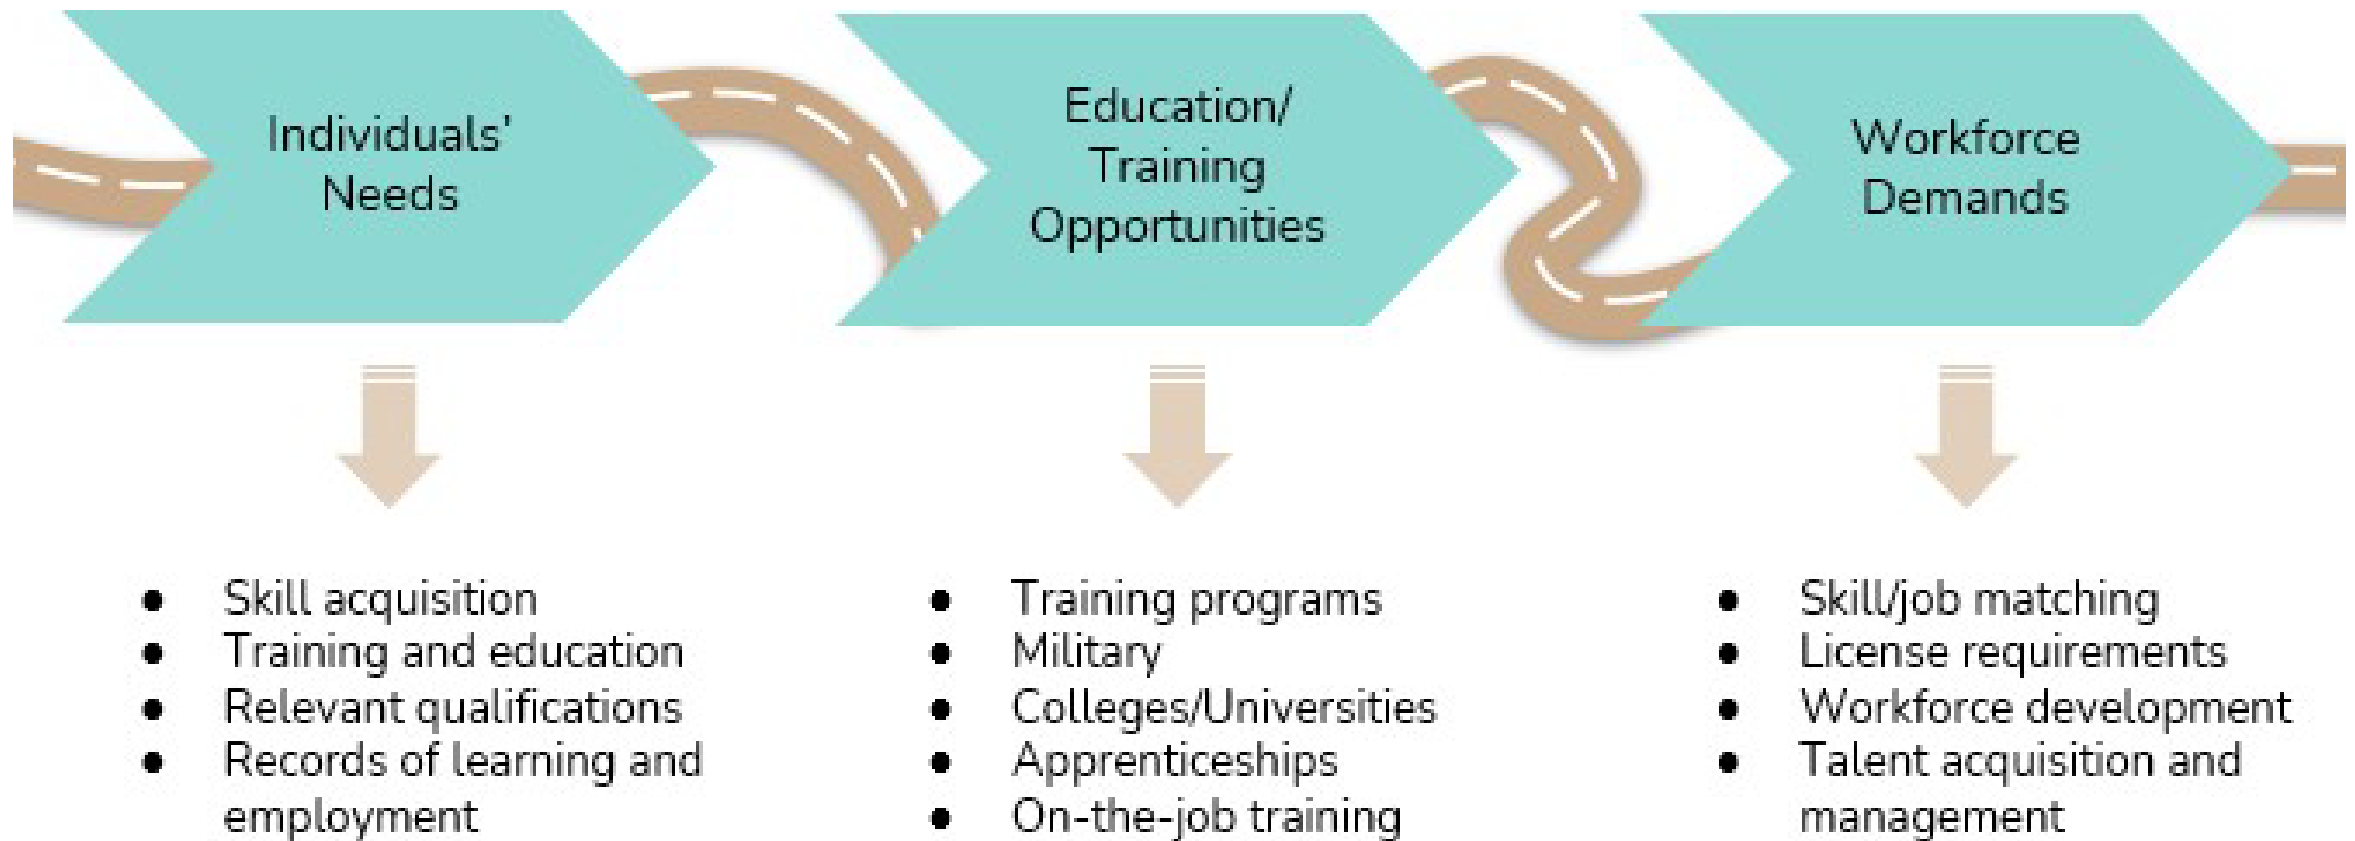 Individuals'
Needs
Education/
Training
Opportunities
Workforce
Demands
● Skill acquisition
● Training and education
● Relevant qualifications
● Records of learning and
employment
● Training programs
● Military
● Colleges/Universities
● Apprenticeships
● On-the-job training
● Skill/job matching
● License requirements
● Workforce development
● Talent acquisition and
management